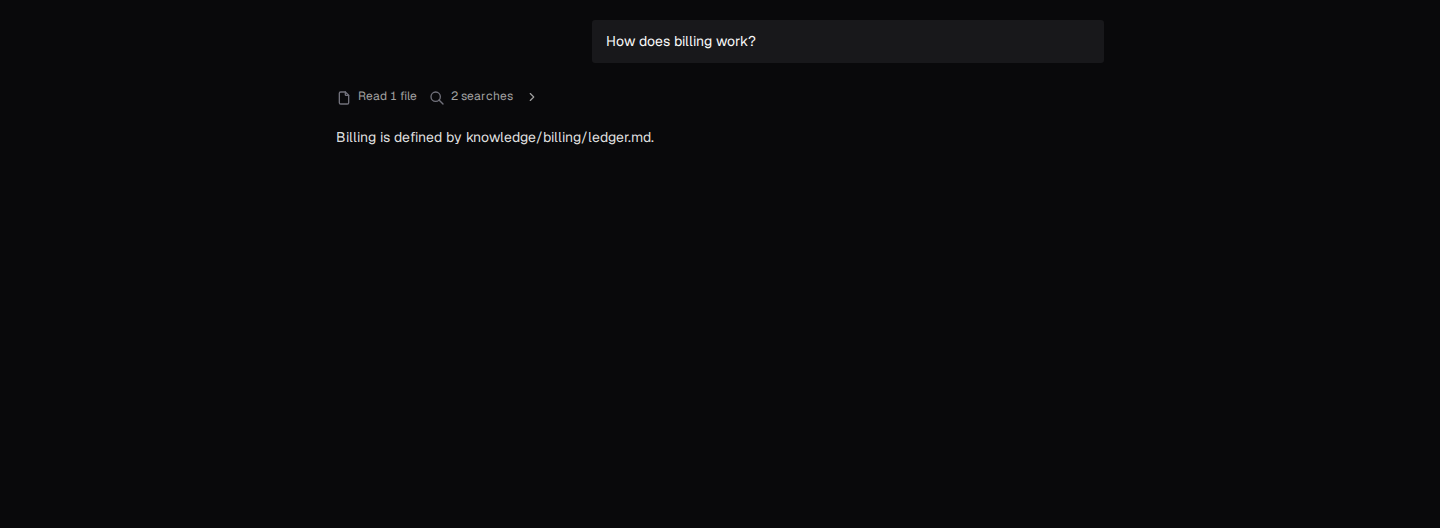 How does billing work?
Read 1 file 2 searches
Billing is defined by knowledge/billing/ledger.md.